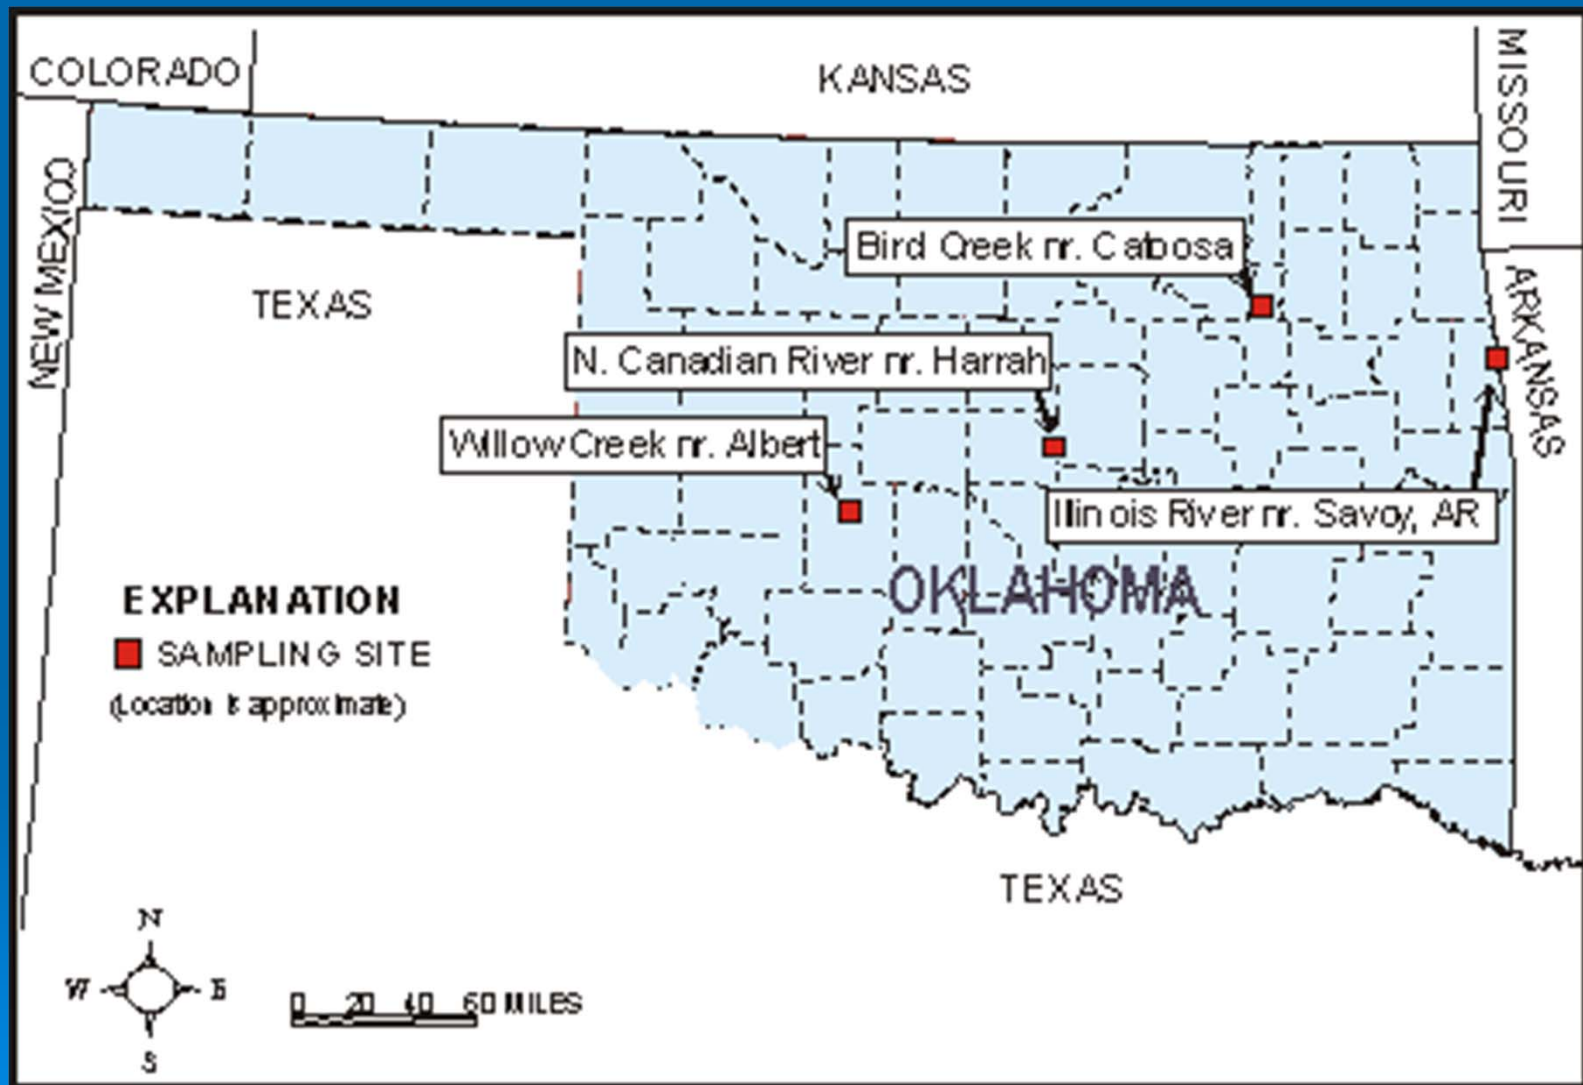 COLORADO
KANSAS
MISSOURI
NEW MEXICO
TEXAS
Bird Creek nr. Catoosa
ARKANSAS
N. Canadian River nr. Harrah
Willow Creek nr. Albert
Illinois River nr. Savoy, AR
OKLAHOMA
EXPLANATION
SAMPLING SITE
(Location is approximate)
TEXAS
N
W E
S
0 20 40 60 MILES